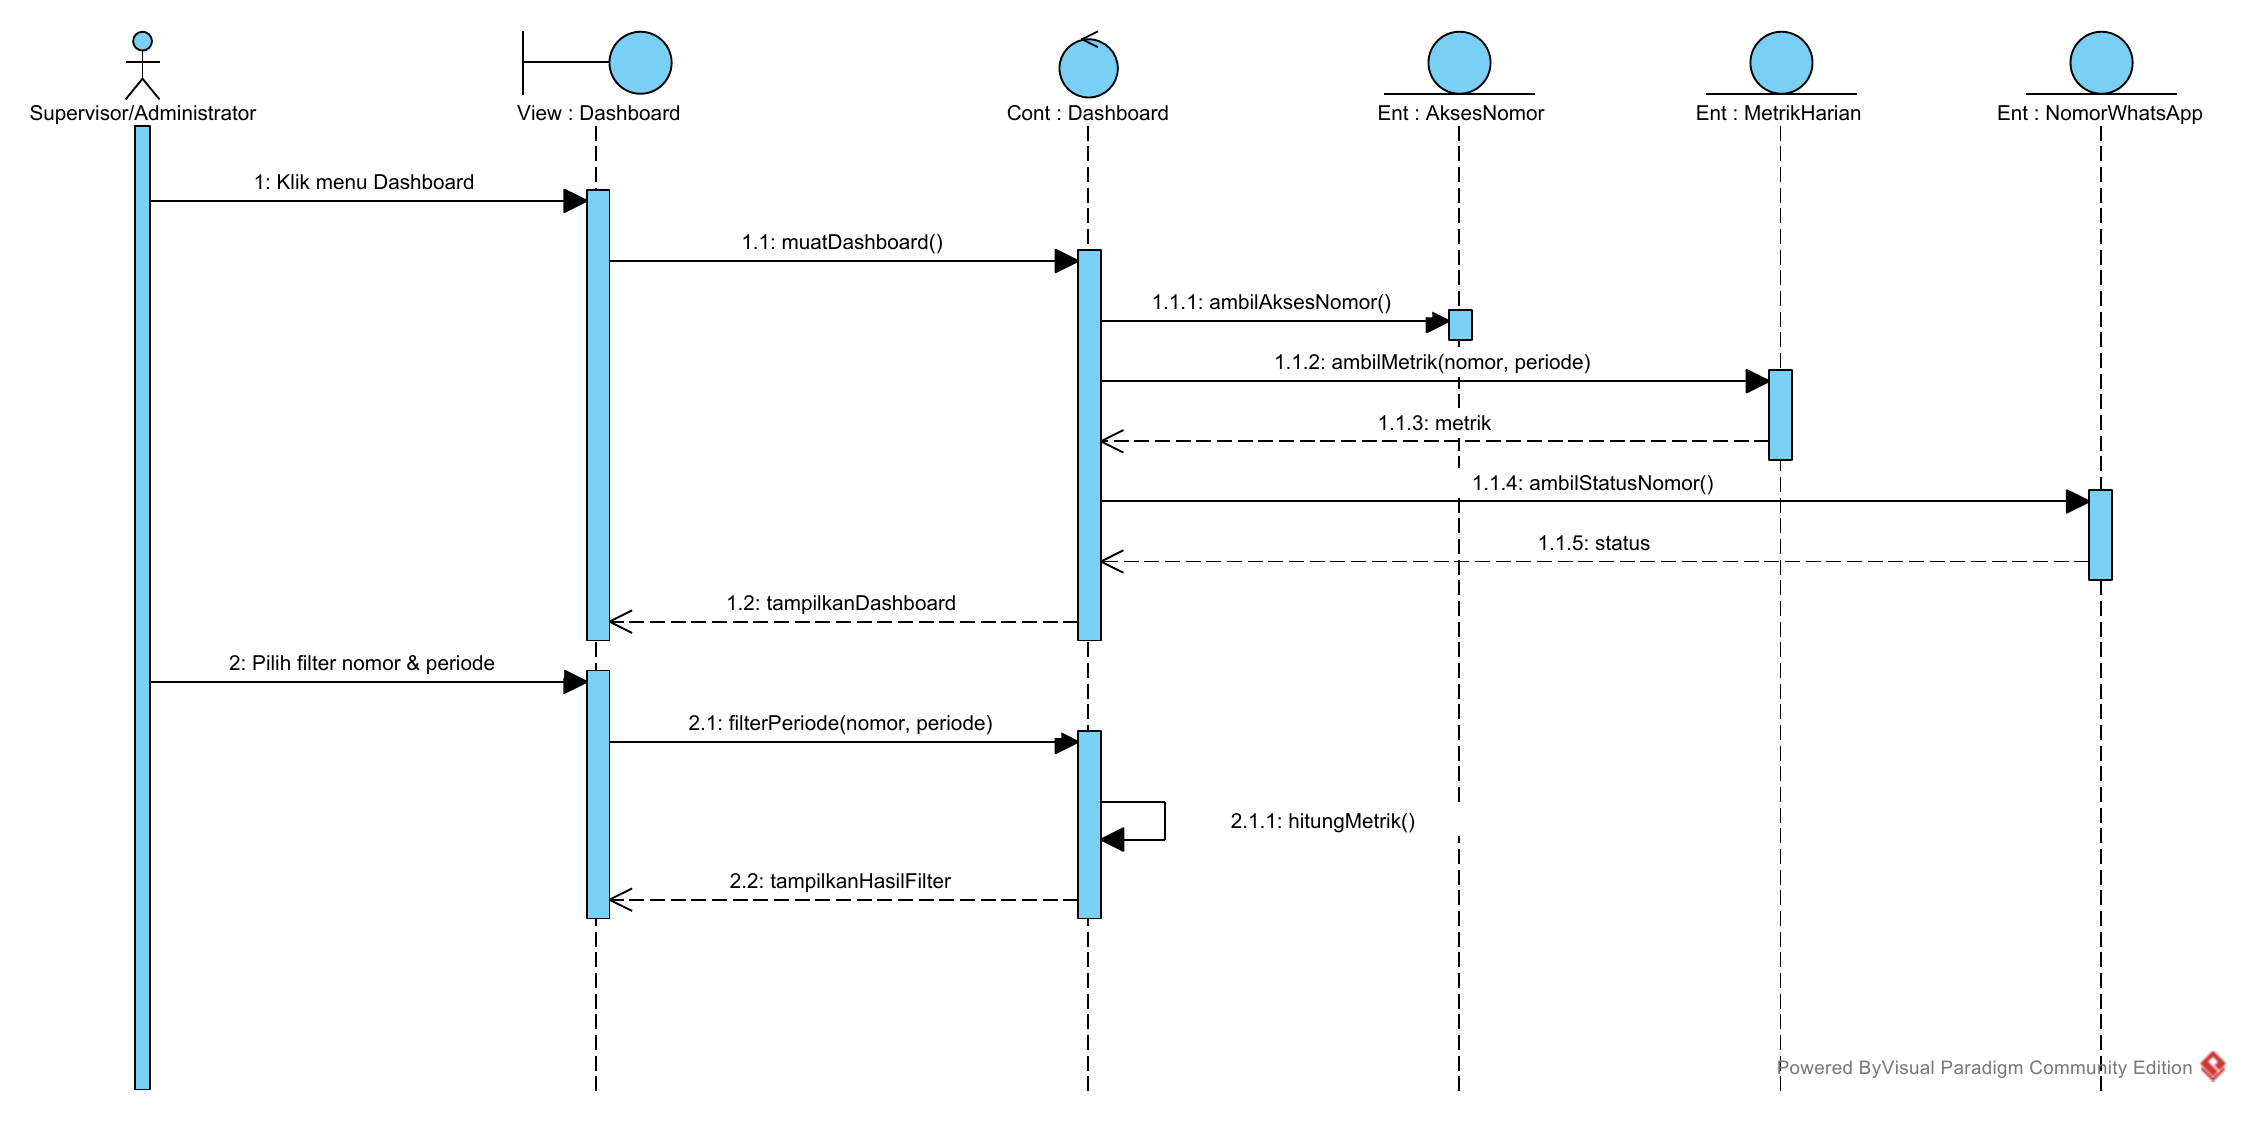 Supervisor/Administrator
View : Dashboard
Cont : Dashboard
Ent : AksesNomor
Ent : MetrikHarian
Ent : NomorWhatsApp
1: Klik menu Dashboard
1.1: muatDashboard()
1.1.1: ambilAksesNomor()
1.1.2: ambilMetrik(nomor, periode)
1.1.3: metrik
1.1.4: ambilStatusNomor()
1.1.5: status
1.2: tampilkanDashboard
2: Pilih filter nomor & periode
2.1: filterPeriode(nomor, periode)
2.1.1: hitungMetrik()
2.2: tampilkanHasilFilter
Powered ByVisual Paradigm Community Edition